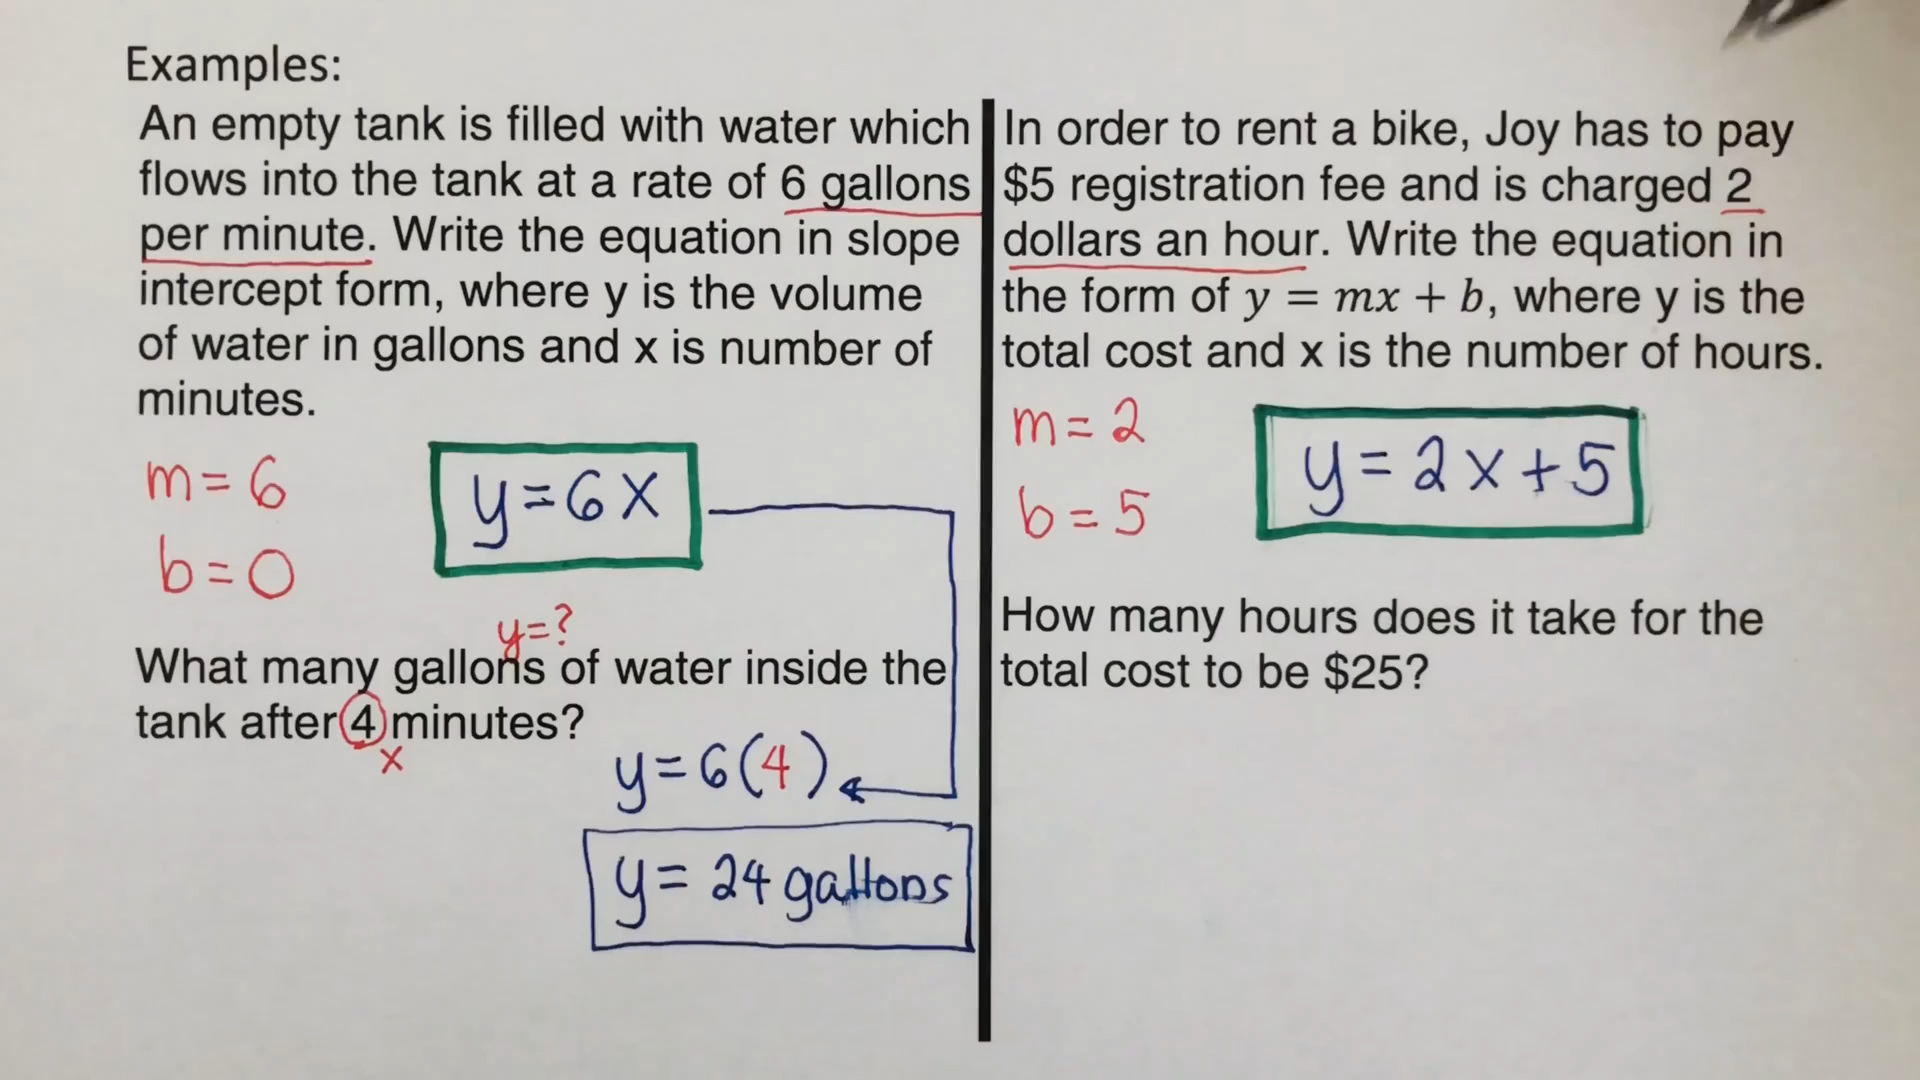 Examples:
An empty tank is filled with water which
flows into the tank at a rate of 6 gallons
per minute. Write the equation in slope
intercept form, where y is the volume
of water in gallons and x is number of
minutes.
m = 6
b = 0
y = 6x
y = ?
What many gallons of water inside the
tank after 4 minutes?
x
y = 6(4)
y = 24 gallons
In order to rent a bike, Joy has to pay
$5 registration fee and is charged 2
dollars an hour. Write the equation in
the form of y = mx + b, where y is the
total cost and x is the number of hours.
m = 2
b = 5
y = 2x + 5
How many hours does it take for the
total cost to be $25?